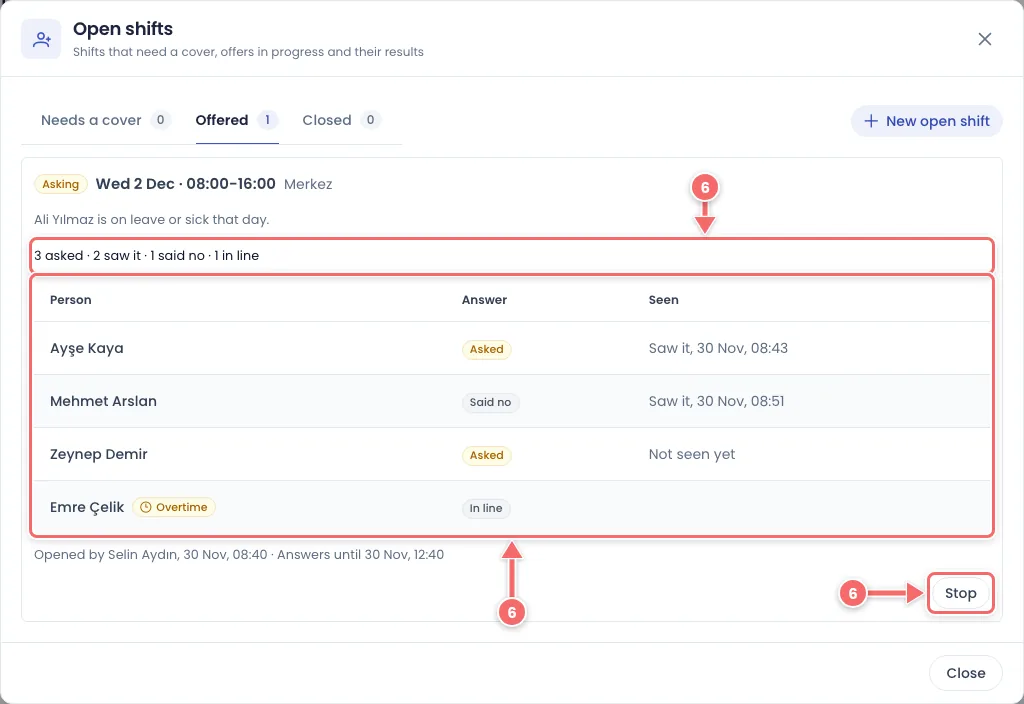 Open shifts
Shifts that need a cover, offers in progress and their results
Needs a cover 0 Offered 1 Closed 0
+ New open shift
Asking Wed 2 Dec · 08:00-16:00 Merkez
6
Ali Yılmaz is on leave or sick that day.
3 asked · 2 saw it · 1 said no · 1 in line
Person Answer Seen
Ayşe Kaya Asked Saw it, 30 Nov, 08:43
Mehmet Arslan Said no Saw it, 30 Nov, 08:51
Zeynep Demir Asked Not seen yet
Emre Çelik Overtime In line
Opened by Selin Aydın, 30 Nov, 08:40 · Answers until 30 Nov, 12:40
6 Stop
6
Close